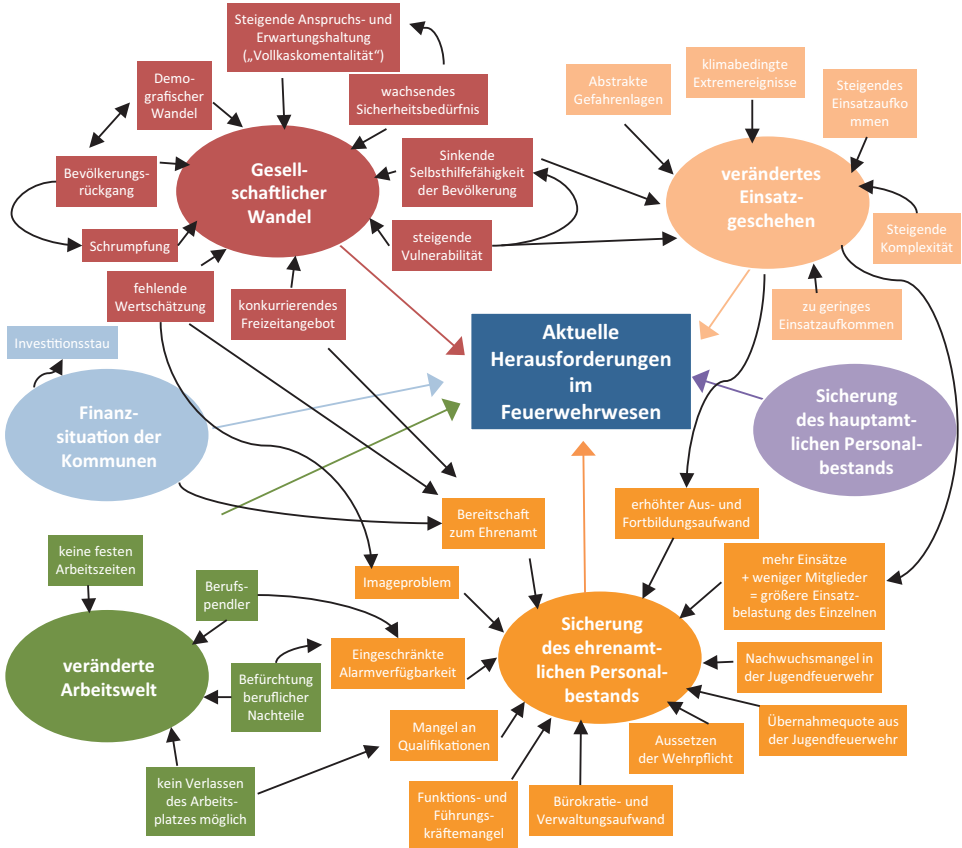 Steigende Anspruchs- und
Erwartungshaltung
(„Vollkaskomentalität“)
Demo-
grafischer
Wandel
wachsendes
Sicherheitsbedürfnis
Bevölkerungs-
rückgang
Gesell-
schaftlicher
Wandel
Sinkende
Selbsthilfefähigkeit
der Bevölkerung
Schrumpfung
steigende
Vulnerabilität
fehlende
Wertschätzung
konkurrierendes
Freizeitangebot
Abstrakte
Gefahrenlagen
klimabedingte
Extremereignisse
Steigendes
Einsatzaufko
mmen
verändertes
Einsatz-
geschehen
Steigende
Komplexität
zu geringes
Einsatzaufkommen
Investitionsstau
Finanz-
situation der
Kommunen
Aktuelle
Herausforderungen
im
Feuerwehrwesen
Sicherung
des hauptamt-
lichen Personal-
bestands
keine festen
Arbeitszeiten
Berufs-
pendler
veränderte
Arbeitswelt
Befürchtung
beruflicher
Nachteile
kein Verlassen
des Arbeits-
platzes möglich
Bereitschaft
zum Ehrenamt
erhöhter Aus- und
Fortbildungsaufwand
Imageproblem
mehr Einsätze
+ weniger Mitglieder
= größere Einsatz-
belastung des Einzelnen
Eingeschränkte
Alarmverfügbarkeit
Sicherung
des ehrenamt-
lichen Personal-
bestands
Nachwuchsmangel in
der Jugendfeuerwehr
Mangel an
Qualifikationen
Übernahmequote aus
der Jugendfeuerwehr
Aussetzen
der Wehrpflicht
Funktions- und
Führungs-
kräftemangel
Bürokratie- und
Verwaltungsaufwand